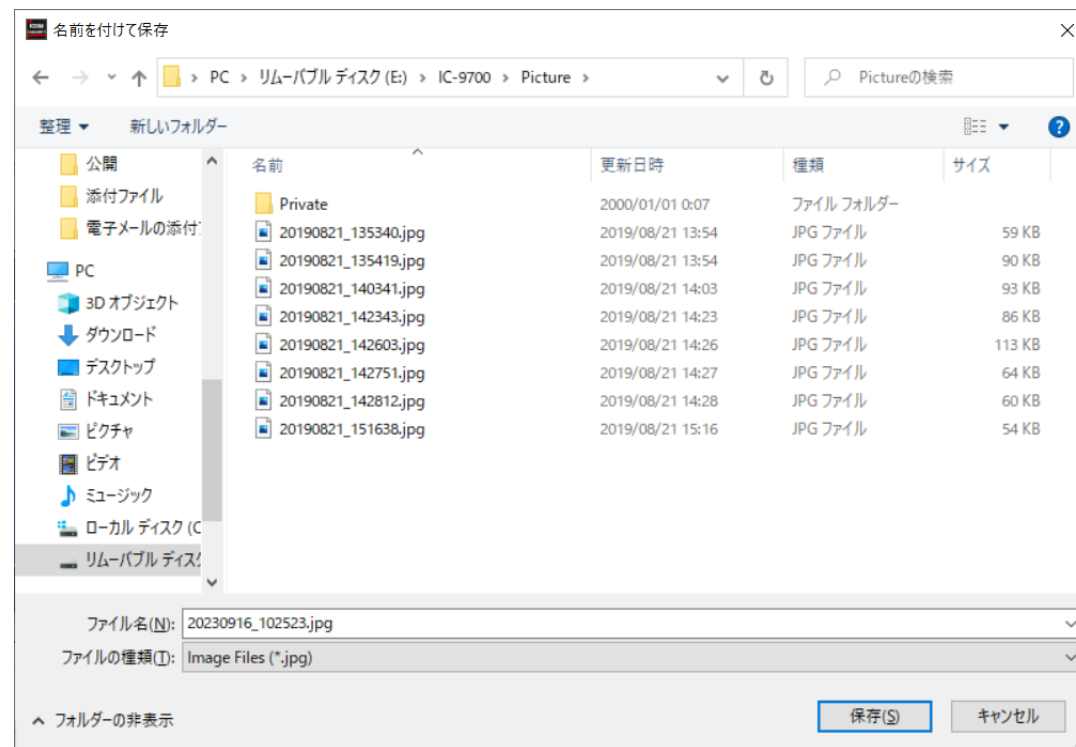 名前を付けて保存
PC › リムーバブル ディスク (E:) › IC-9700 › Picture ›
Pictureの検索
整理 新しいフォルダー
公開
添付ファイル
電子メールの添付
PC
3D オブジェクト
ダウンロード
デスクトップ
ドキュメント
ピクチャ
ビデオ
ミュージック
ローカル ディスク (C
リムーバブル ディス
名前 更新日時 種類 サイズ
Private 2000/01/01 0:07 ファイル フォルダー
20190821_135340.jpg 2019/08/21 13:54 JPG ファイル 59 KB
20190821_135419.jpg 2019/08/21 13:54 JPG ファイル 90 KB
20190821_140341.jpg 2019/08/21 14:03 JPG ファイル 93 KB
20190821_142343.jpg 2019/08/21 14:23 JPG ファイル 86 KB
20190821_142603.jpg 2019/08/21 14:26 JPG ファイル 113 KB
20190821_142751.jpg 2019/08/21 14:27 JPG ファイル 64 KB
20190821_142812.jpg 2019/08/21 14:28 JPG ファイル 60 KB
20190821_151638.jpg 2019/08/21 15:16 JPG ファイル 54 KB
ファイル名(N): 20230916_102523.jpg
ファイルの種類(T): Image Files (*.jpg)
フォルダーの非表示
保存(S) キャンセル